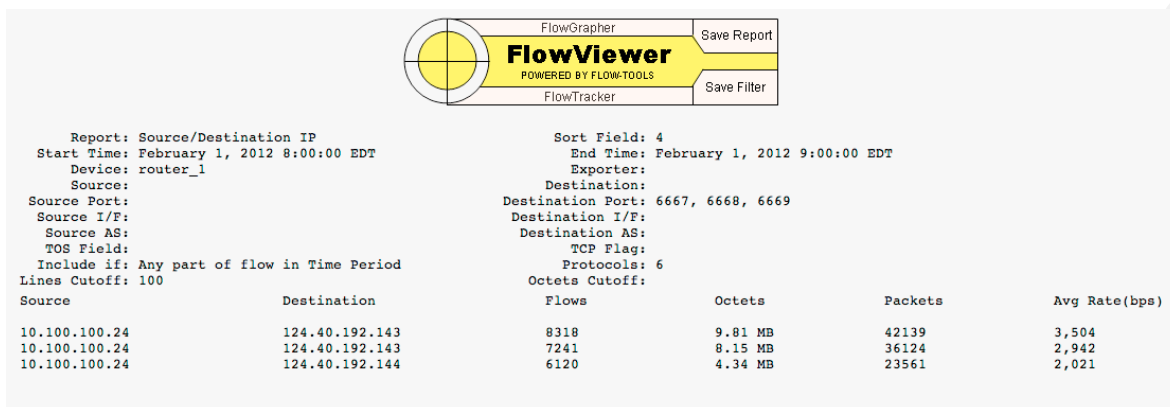 FlowGrapher
Save Report
FlowViewer
POWERED BY FLOW-TOOLS
Save Filter
FlowTracker
Report: Source/Destination IP Sort Field: 4
Start Time: February 1, 2012 8:00:00 EDT End Time: February 1, 2012 9:00:00 EDT
Device: router_1 Exporter:
Source: Destination:
Source Port: Destination Port: 6667, 6668, 6669
Source I/F: Destination I/F:
Source AS: Destination AS:
TOS Field: TCP Flag:
Include if: Any part of flow in Time Period Protocols: 6
Lines Cutoff: 100 Octets Cutoff:
Source Destination Flows Octets Packets Avg Rate(bps)
10.100.100.24 124.40.192.143 8318 9.81 MB 42139 3,504
10.100.100.24 124.40.192.143 7241 8.15 MB 36124 2,942
10.100.100.24 124.40.192.144 6120 4.34 MB 23561 2,021